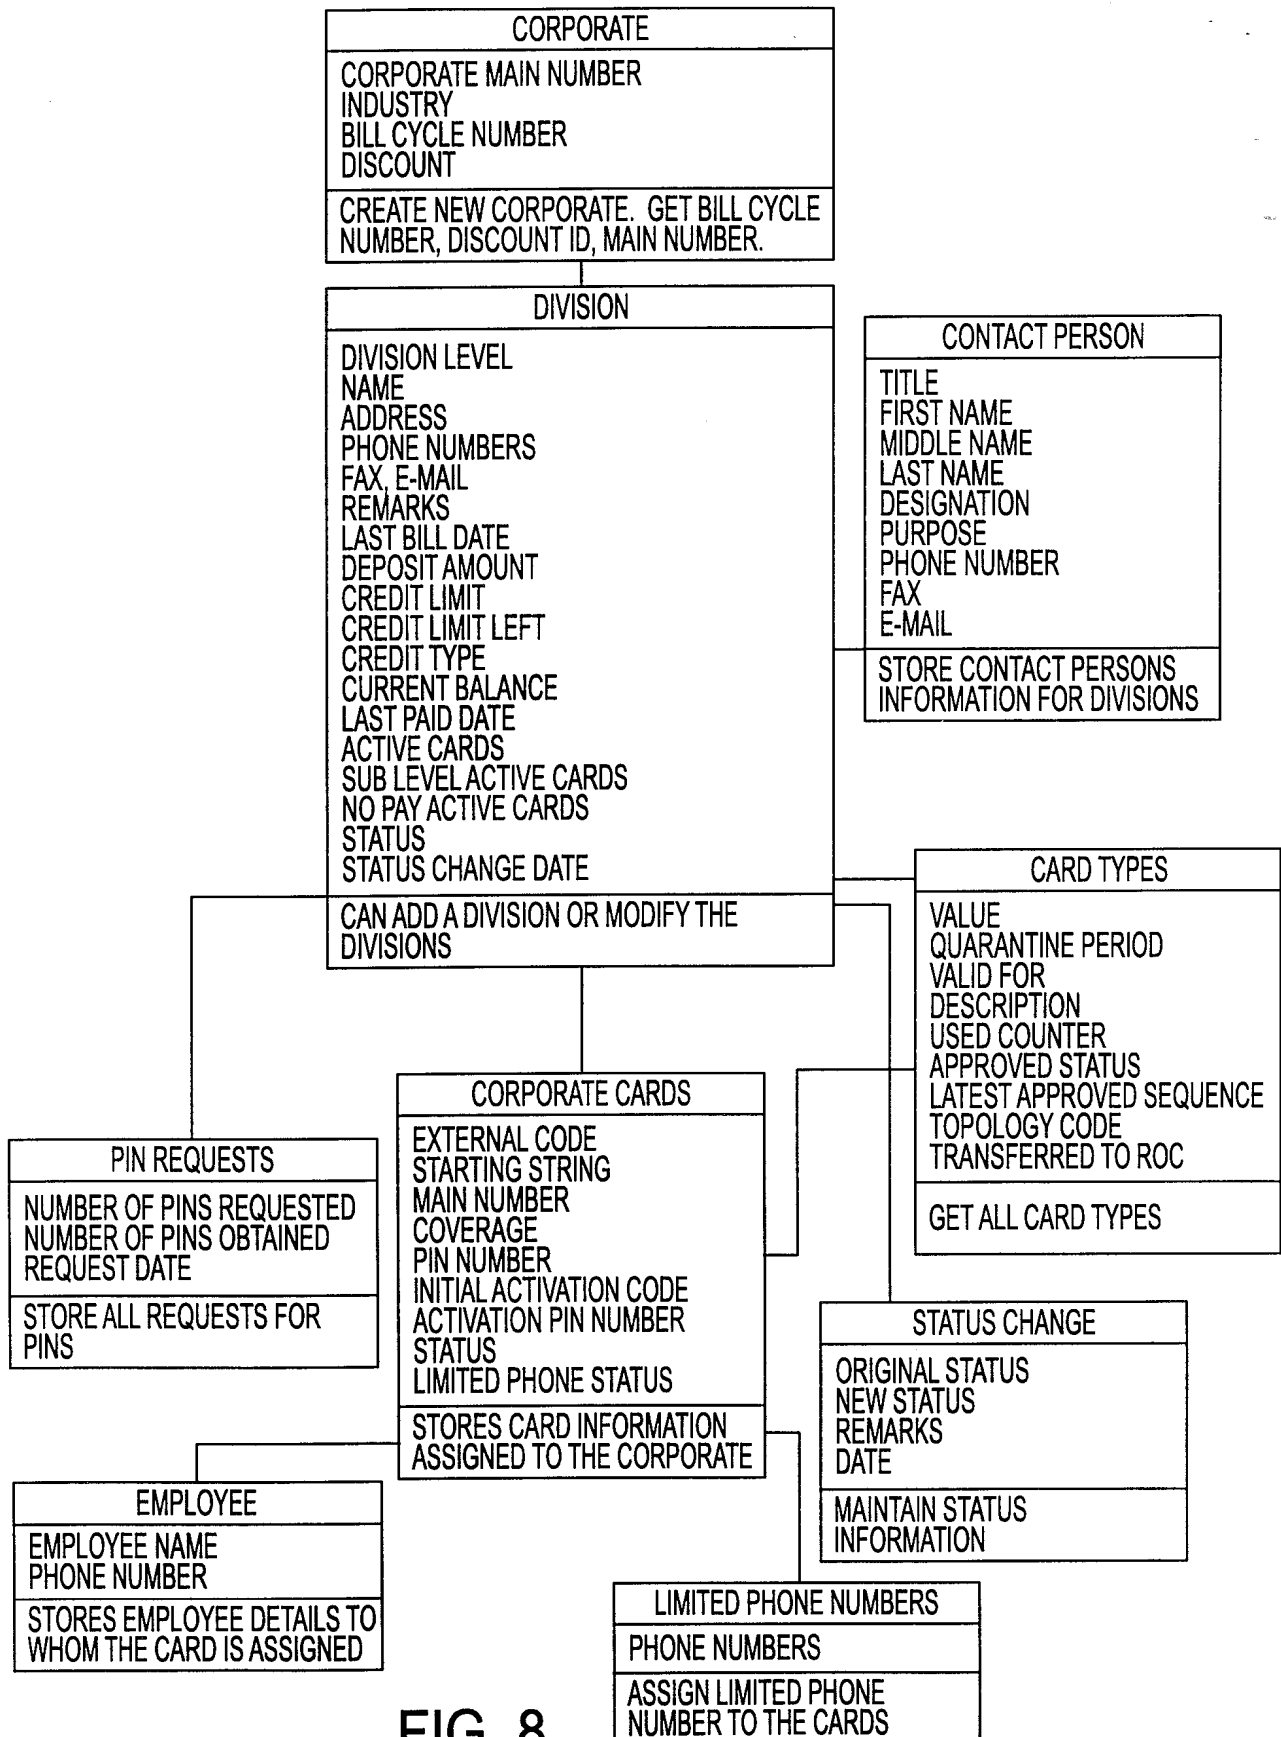 CORPORATE
CORPORATE MAIN NUMBER
INDUSTRY
BILL CYCLE NUMBER
DISCOUNT
CREATE NEW CORPORATE. GET BILL CYCLE
NUMBER, DISCOUNT ID, MAIN NUMBER.
DIVISION
DIVISION LEVEL
NAME
ADDRESS
PHONE NUMBERS
FAX, E-MAIL
REMARKS
LAST BILL DATE
DEPOSIT AMOUNT
CREDIT LIMIT
CREDIT LIMIT LEFT
CREDIT TYPE
CURRENT BALANCE
LAST PAID DATE
ACTIVE CARDS
SUB LEVEL ACTIVE CARDS
NO PAY ACTIVE CARDS
STATUS
STATUS CHANGE DATE
CAN ADD A DIVISION OR MODIFY THE
DIVISIONS
CONTACT PERSON
TITLE
FIRST NAME
MIDDLE NAME
LAST NAME
DESIGNATION
PURPOSE
PHONE NUMBER
FAX
E-MAIL
STORE CONTACT PERSONS
INFORMATION FOR DIVISIONS
CARD TYPES
VALUE
QUARANTINE PERIOD
VALID FOR
DESCRIPTION
USED COUNTER
APPROVED STATUS
LATEST APPROVED SEQUENCE
TOPOLOGY CODE
TRANSFERRED TO ROC
GET ALL CARD TYPES
CORPORATE CARDS
EXTERNAL CODE
STARTING STRING
MAIN NUMBER
COVERAGE
PIN NUMBER
INITIAL ACTIVATION CODE
ACTIVATION PIN NUMBER
STATUS
LIMITED PHONE STATUS
STORES CARD INFORMATION
ASSIGNED TO THE CORPORATE
PIN REQUESTS
NUMBER OF PINS REQUESTED
NUMBER OF PINS OBTAINED
REQUEST DATE
STORE ALL REQUESTS FOR
PINS
STATUS CHANGE
ORIGINAL STATUS
NEW STATUS
REMARKS
DATE
MAINTAIN STATUS
INFORMATION
EMPLOYEE
EMPLOYEE NAME
PHONE NUMBER
STORES EMPLOYEE DETAILS TO
WHOM THE CARD IS ASSIGNED
LIMITED PHONE NUMBERS
PHONE NUMBERS
ASSIGN LIMITED PHONE
NUMBER TO THE CARDS
FIG. 8